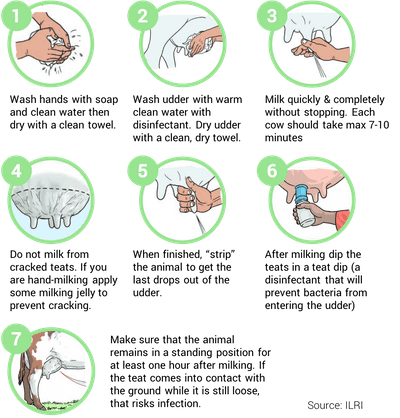 1
Wash hands with soap
and clean water then
dry with a clean towel.
2
Wash udder with warm
clean water with
disinfectant. Dry udder
with a clean, dry towel.
3
Milk quickly & completely
without stopping. Each
cow should take max 7-10
minutes
4
Do not milk from
cracked teats. If you
are hand-milking apply
some milking jelly to
prevent cracking.
5
When finished, “strip”
the animal to get the
last drops out of the
udder.
6
After milking dip the
teats in a teat dip (a
disinfectant that will
prevent bacteria from
entering the udder)
7
Make sure that the animal
remains in a standing position for
at least one hour after milking. If
the teat comes into contact with
the ground while it is still loose,
that risks infection.
Source: ILRI